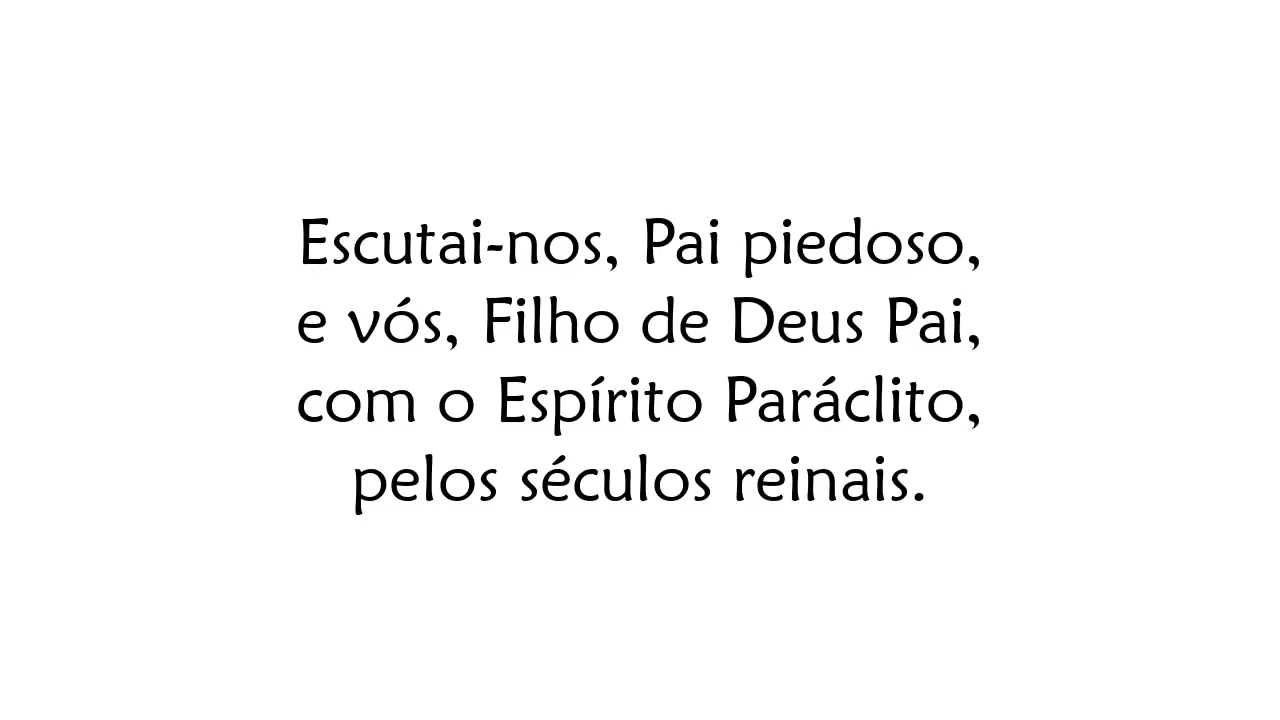 Escutai-nos, Pai piedoso,
e vós, Filho de Deus Pai,
com o Espírito Paráclito,
pelos séculos reinais.